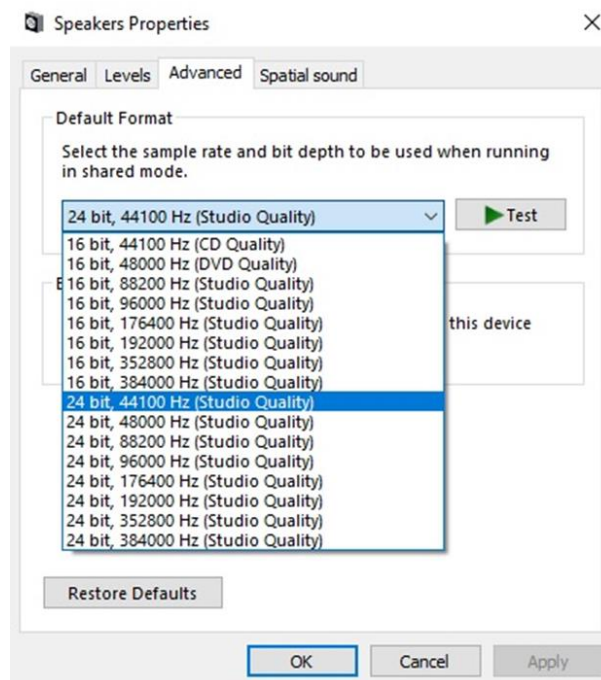 Speakers Properties
General Levels Advanced Spatial sound
Default Format
Select the sample rate and bit depth to be used when running
in shared mode.
24 bit, 44100 Hz (Studio Quality)
Test
16 bit, 44100 Hz (CD Quality)
16 bit, 48000 Hz (DVD Quality)
16 bit, 88200 Hz (Studio Quality)
16 bit, 96000 Hz (Studio Quality)
16 bit, 176400 Hz (Studio Quality)
16 bit, 192000 Hz (Studio Quality)
16 bit, 352800 Hz (Studio Quality)
16 bit, 384000 Hz (Studio Quality)
24 bit, 44100 Hz (Studio Quality)
24 bit, 48000 Hz (Studio Quality)
24 bit, 88200 Hz (Studio Quality)
24 bit, 96000 Hz (Studio Quality)
24 bit, 176400 Hz (Studio Quality)
24 bit, 192000 Hz (Studio Quality)
24 bit, 352800 Hz (Studio Quality)
24 bit, 384000 Hz (Studio Quality)
this device
Restore Defaults
OK Cancel Apply